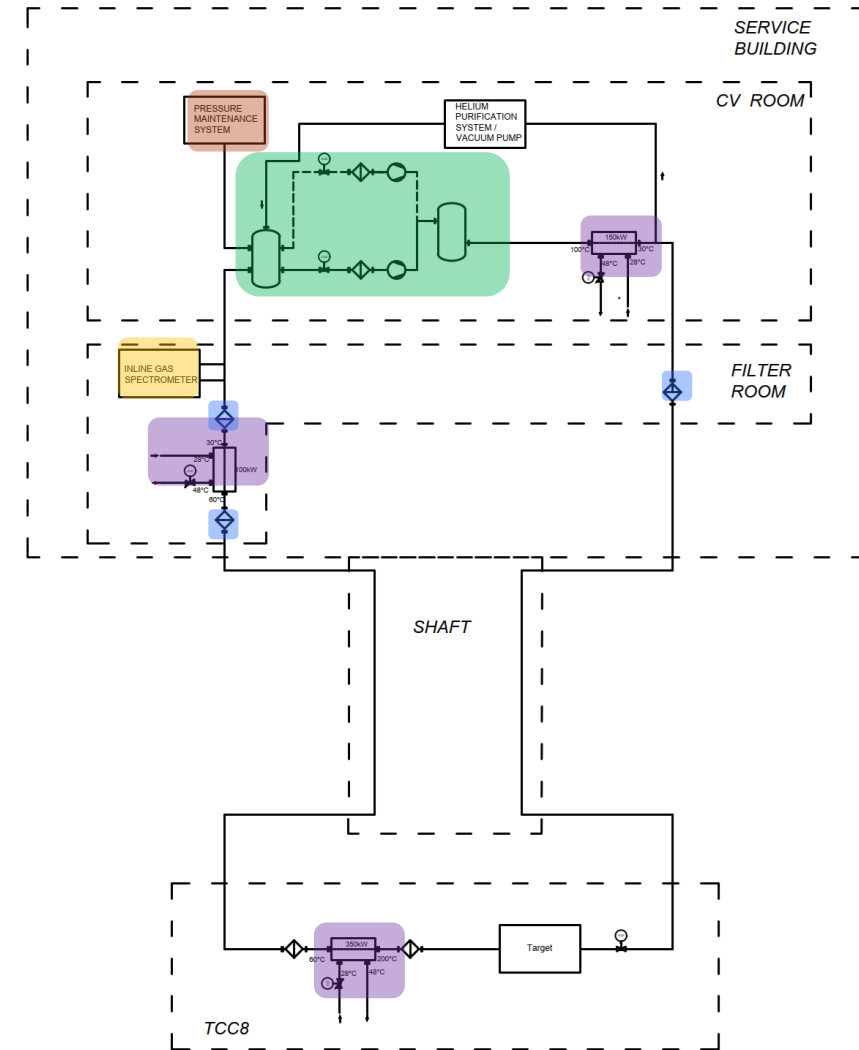 SERVICE
BUILDING
CV ROOM
PRESSURE
MAINTENANCE
SYSTEM
HELIUM
PURIFICATION
SYSTEM /
VACUUM PUMP
150kW
100°C
30°C
48°C
28°C
INLINE GAS
SPECTROMETER
FILTER
ROOM
30°C
28°C
100kW
48°C
60°C
SHAFT
350kW
60°C
200°C
28°C
48°C
Target
TCC8